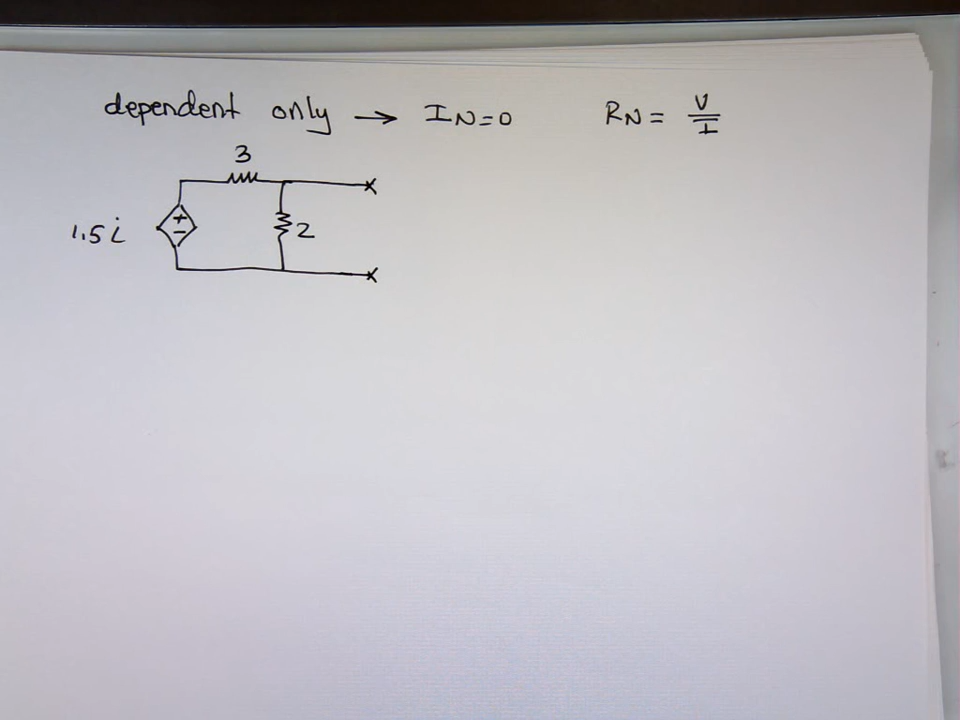 dependent only → IN=0 RN= V/I
3
1.5i + - 2